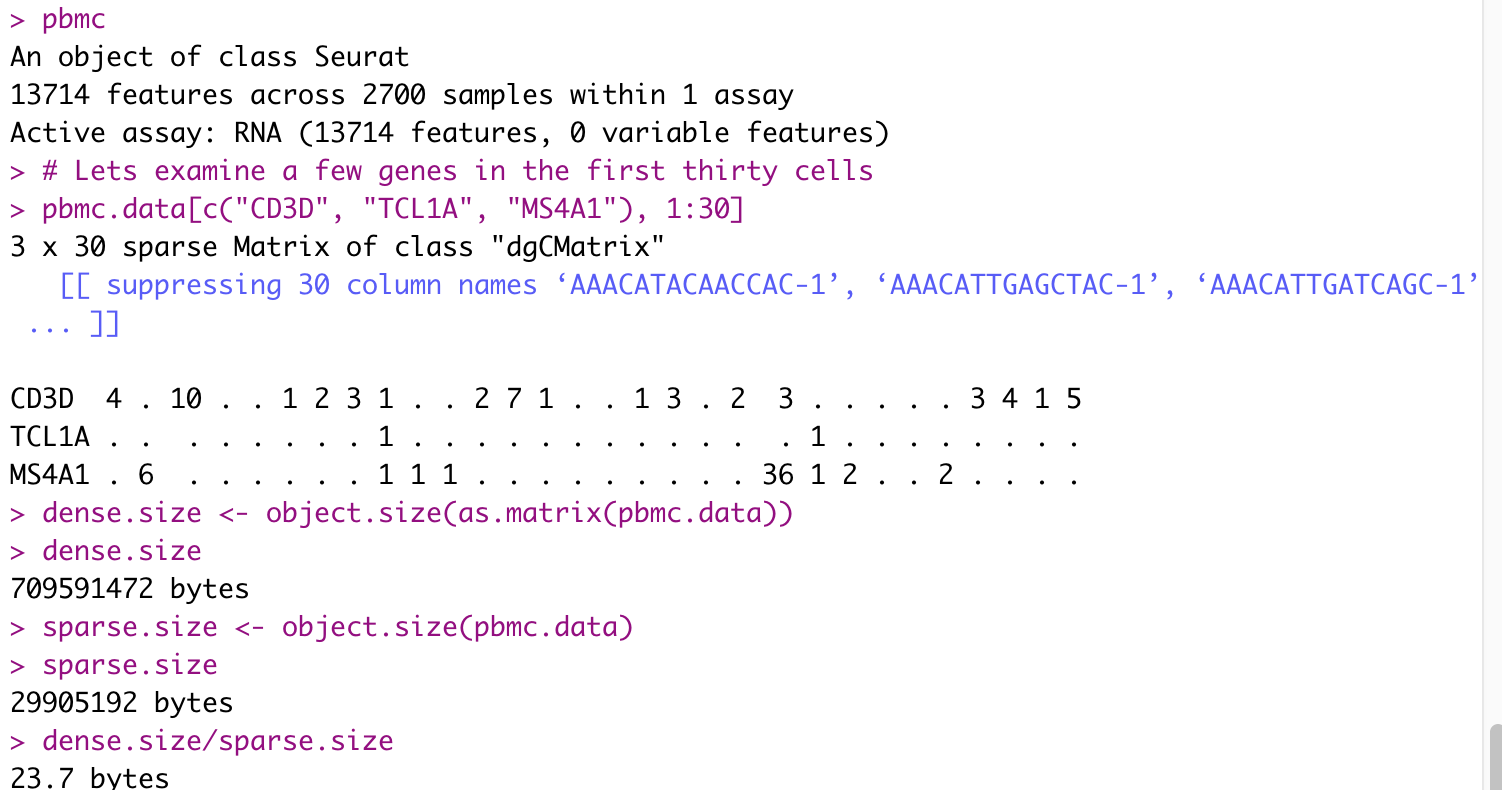 > pbmc
An object of class Seurat
13714 features across 2700 samples within 1 assay
Active assay: RNA (13714 features, 0 variable features)
> # Lets examine a few genes in the first thirty cells
> pbmc.data[c("CD3D", "TCL1A", "MS4A1"), 1:30]
3 x 30 sparse Matrix of class "dgCMatrix"
   [[ suppressing 30 column names ‘AAACATACAACCAC-1’, ‘AAACATTGAGCTAC-1’, ‘AAACATTGATCAGC-1’
 ... ]]
CD3D  4 . 10 . . 1 2 3 1 . . 2 7 1 . . 1 3 . 2  3 . . . . . 3 4 1 5
TCL1A . .  . . . . . . 1 . . . . . . . . . . .  . 1 . . . . . . . .
MS4A1 . 6  . . . . . . 1 1 1 . . . . . . . . . 36 1 2 . . 2 . . . .
> dense.size <- object.size(as.matrix(pbmc.data))
> dense.size
709591472 bytes
> sparse.size <- object.size(pbmc.data)
> sparse.size
29905192 bytes
> dense.size/sparse.size
23.7 bytes